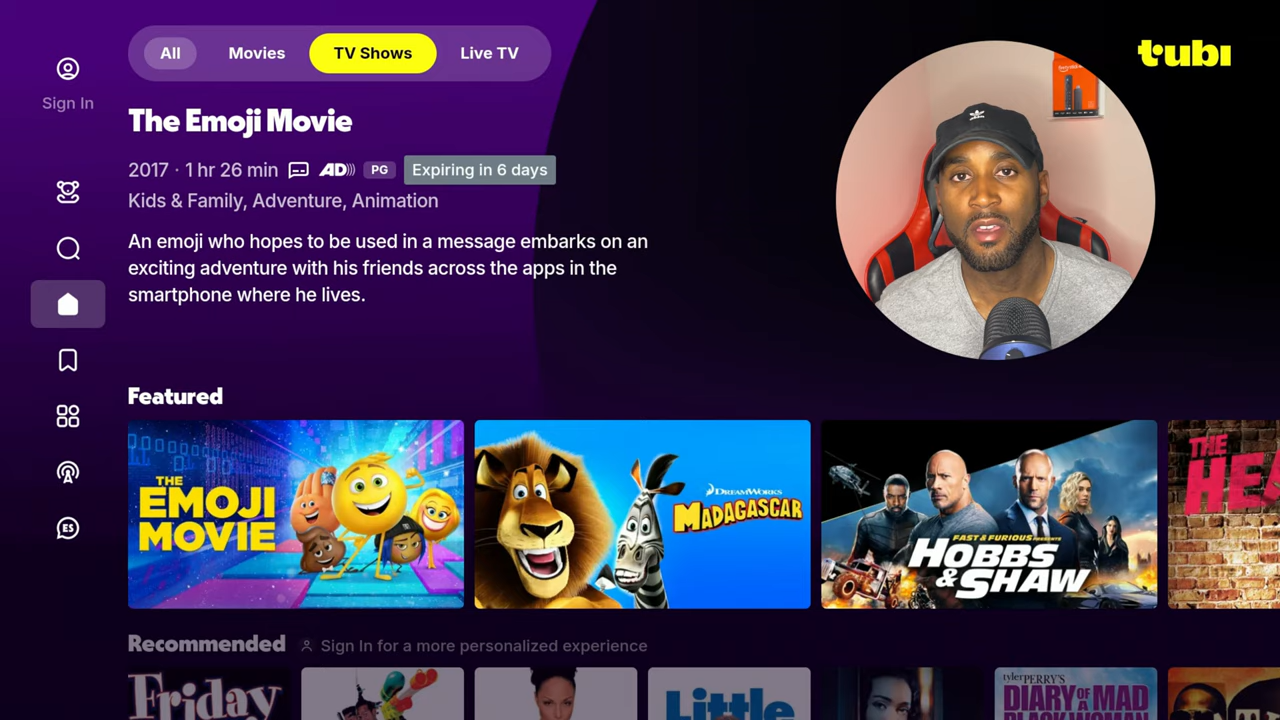 All
Movies
TV Shows
Live TV
tubi
Sign In
The Emoji Movie
2017 · 1 hr 26 min AD PG Expiring in 6 days
Kids & Family, Adventure, Animation
An emoji who hopes to be used in a message embarks on an
exciting adventure with his friends across the apps in the
smartphone where he lives.
ES
Featured
THE
EMOJI
MOVIE
DREAMWORKS
MADAGASCAR
FAST & FURIOUS PRESENTS
HOBBS
& SHAW
THE
Recommended
Sign In for a more personalized experience
Friday
Little
tyler PERRY'S
DIARY OF A MAD
BLACK WOMAN